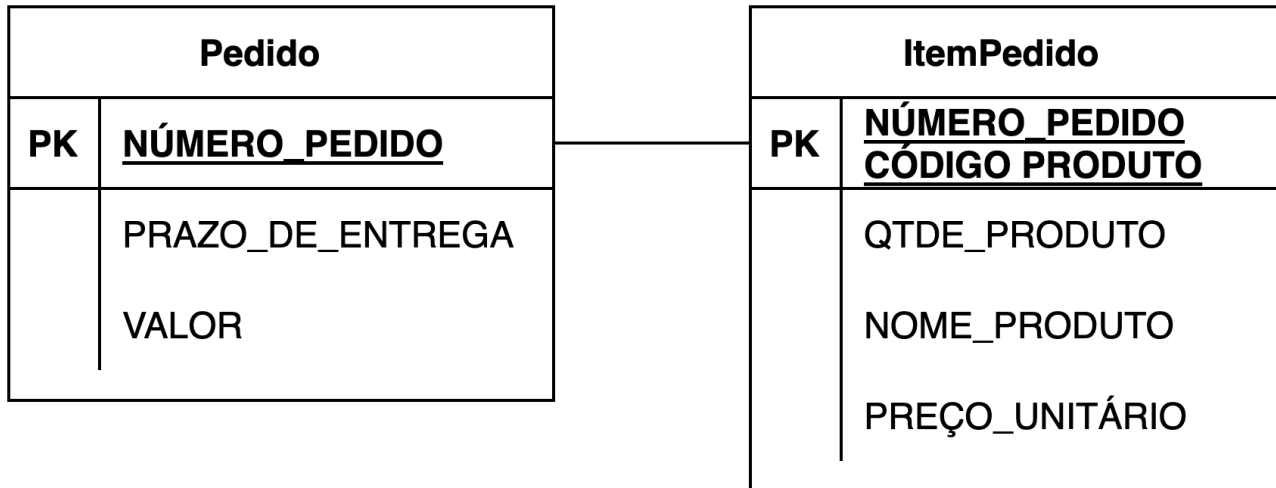 Pedido
PK
NÚMERO_PEDIDO
PRAZO_DE_ENTREGA
VALOR
ItemPedido
PK
NÚMERO_PEDIDO
CÓDIGO PRODUTO
QTDE_PRODUTO
NOME_PRODUTO
PREÇO_UNITÁRIO